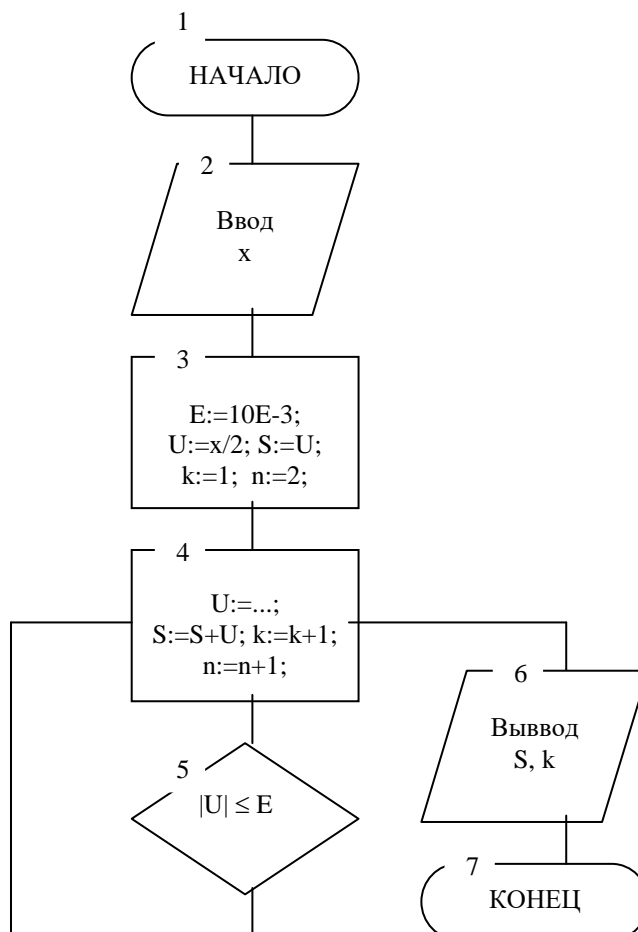 1
НАЧАЛО
2
Ввод
x
3
E:=10E-3;
U:=x/2; S:=U;
k:=1; n:=2;
4
U:=...;
S:=S+U; k:=k+1;
n:=n+1;
5
|U| ≤ E
6
Выввод
S, k
7
КОНЕЦ